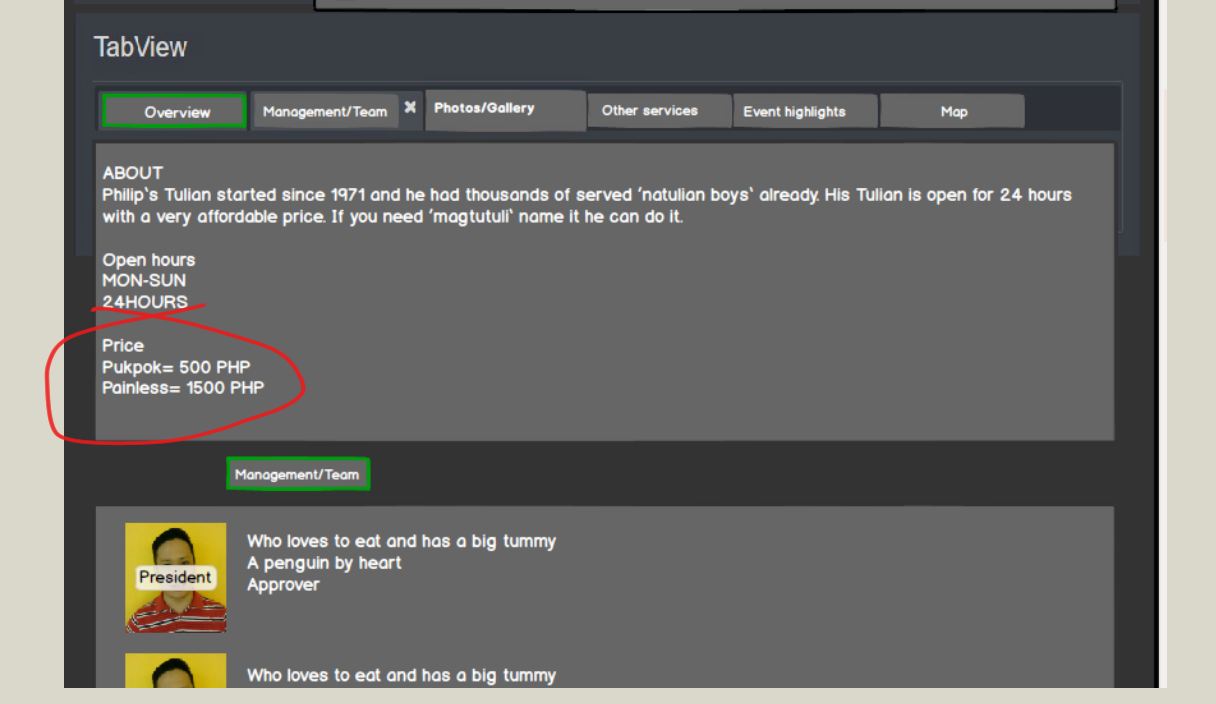 TabView
Overview
Management/Team
Photos/Gallery
Other services
Event highlights
Map
ABOUT
Philip`s Tulian started since 1971 and he had thousands of served ´natulian boys` already. His Tulian is open for 24 hours
with a very affordable price. If you need ´magtutuli` name it he can do it.
Open hours
MON-SUN
24HOURS
Price
Pukpok= 500 PHP
Painless= 1500 PHP
Management/Team
Who loves to eat and has a big tummy
A penguin by heart
President
Approver
Who loves to eat and has a big tummy